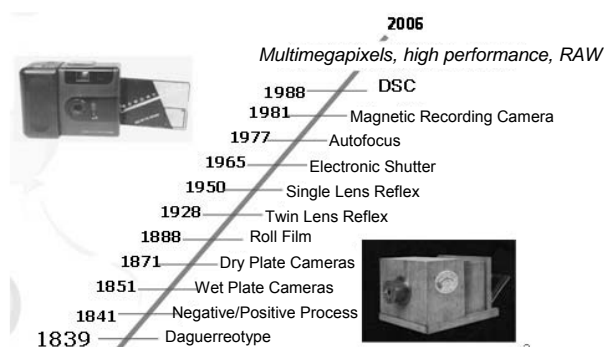 2006
Multimegapixels, high performance, RAW
1988 DSC
1981 Magnetic Recording Camera
1977 Autofocus
1965 Electronic Shutter
1950 Single Lens Reflex
1928 Twin Lens Reflex
1888 Roll Film
1871 Dry Plate Cameras
1851 Wet Plate Cameras
1841 Negative/Positive Process
1839 Daguerreotype